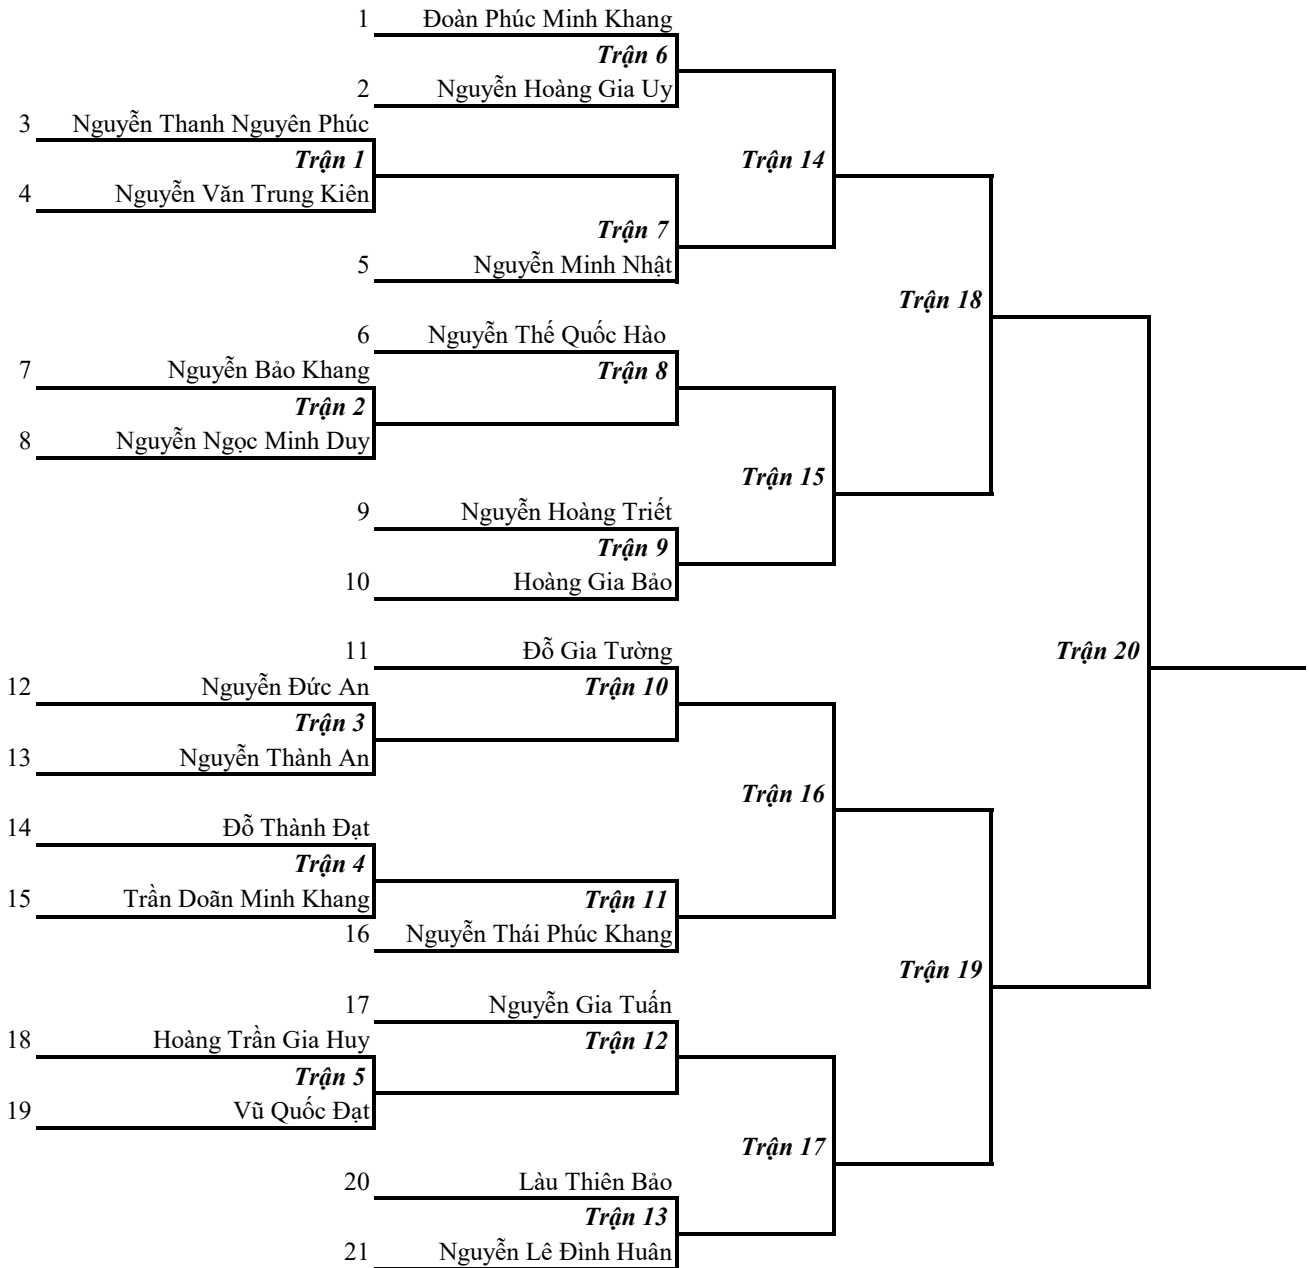 1 Đoàn Phúc Minh Khang
Trận 6
2 Nguyễn Hoàng Gia Uy
3 Nguyễn Thanh Nguyên Phúc
Trận 1
Trận 14
4 Nguyễn Văn Trung Kiên
Trận 7
5 Nguyễn Minh Nhật
Trận 18
6 Nguyễn Thế Quốc Hào
7 Nguyễn Bảo Khang
Trận 8
Trận 2
8 Nguyễn Ngọc Minh Duy
Trận 15
9 Nguyễn Hoàng Triết
Trận 9
10 Hoàng Gia Bảo
11 Đỗ Gia Tường
Trận 20
12 Nguyễn Đức An
Trận 10
Trận 3
13 Nguyễn Thành An
Trận 16
14 Đỗ Thành Đạt
Trận 4
15 Trần Doãn Minh Khang
Trận 11
16 Nguyễn Thái Phúc Khang
Trận 19
17 Nguyễn Gia Tuấn
18 Hoàng Trần Gia Huy
Trận 12
Trận 5
19 Vũ Quốc Đạt
Trận 17
20 Làu Thiên Bảo
Trận 13
21 Nguyễn Lê Đình Huân